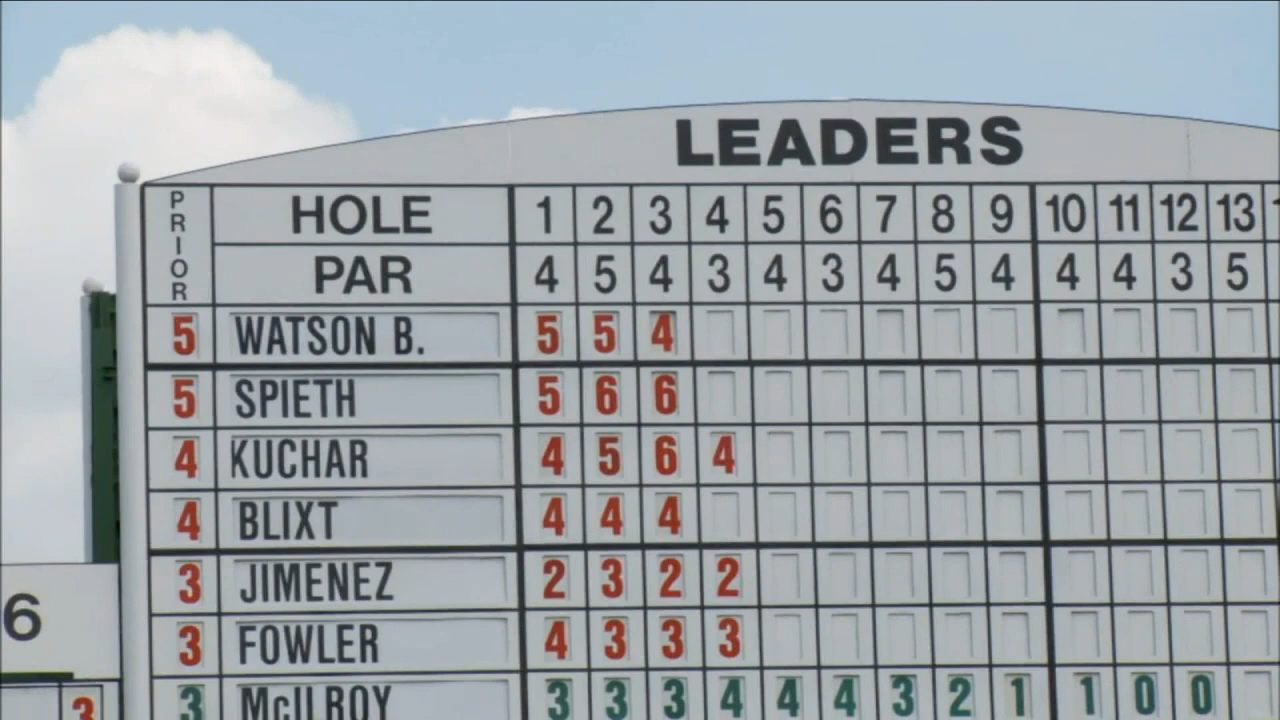 LEADERS
PRIOR HOLE 1 2 3 4 5 6 7 8 9 10 11 12 13
PAR 4 5 4 3 4 3 4 5 4 4 4 3 5
5 WATSON B. 5 5 4
5 SPIETH 5 6 6
4 KUCHAR 4 5 6 4
4 BLIXT 4 4 4
3 JIMENEZ 2 3 2 2
3 FOWLER 4 3 3 3
3 McILROY 3 3 3 4 4 4 3 2 1 1 0 0
6
3